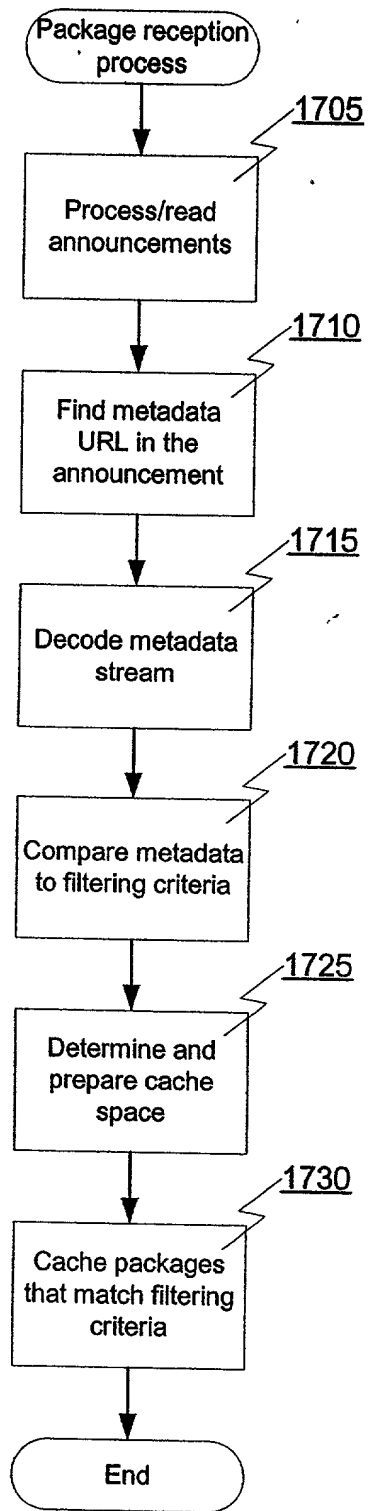 Package reception
process
1705
Process/read
announcements
1710
Find metadata
URL in the
announcement
1715
Decode metadata
stream
1720
Compare metadata
to filtering criteria
1725
Determine and
prepare cache
space
1730
Cache packages
that match filtering
criteria
End